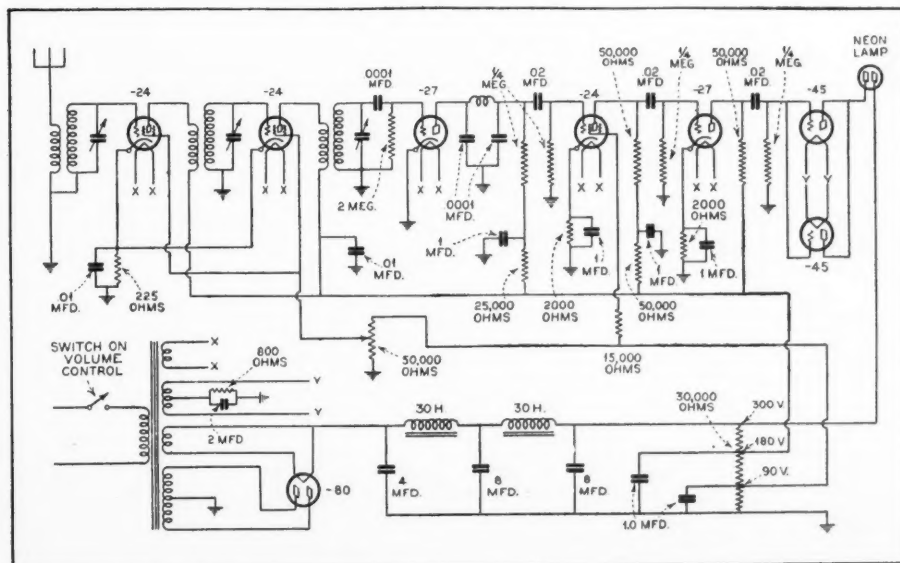 NEON
LAMP
50,000
OHMS
¼
MEG.
50,000
OHMS
¼
MEG.
¼
MEG.
.0001
MFD.
.02
MFD.
.02
MFD.
.02
MFD.
-24
-24
-27
-24
-27
-45
¼
MEG.
X X
X X
2 MEG.
X X
.0001
MFD.
X X
X X
Y Y
2000
OHMS
.01
MFD.
225
OHMS
.01
MFD.
1
MFD.
25,000
OHMS
2000
OHMS
1
MFD.
50,000
OHMS
1
MFD.
1 MFD.
-45
SWITCH ON
VOLUME
CONTROL
X
X
800
OHMS
Y
Y
2 MFD
50,000
OHMS
15,000
OHMS
30 H
30 H.
30,000
OHMS
300 V.
180 V.
90 V.
-80
4
MFD.
8
MFD.
8
MFD.
1.0 MFD.